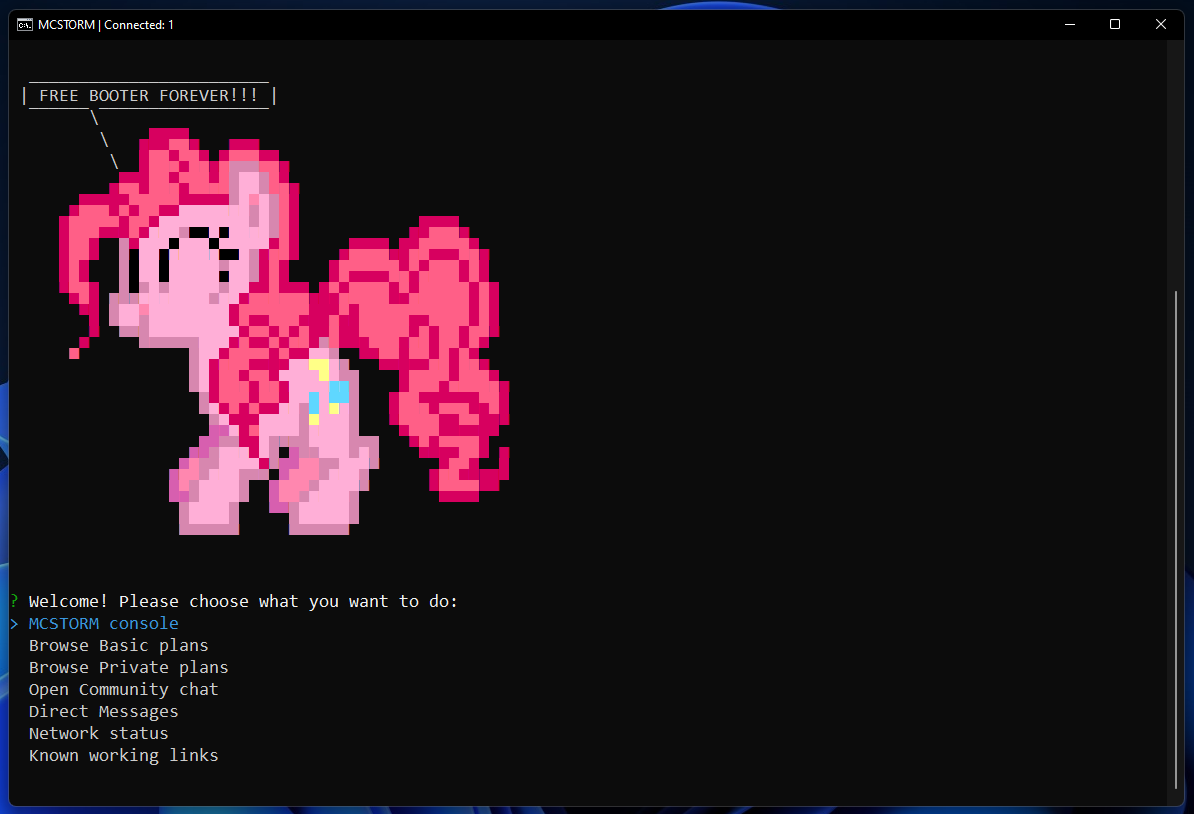 MCSTORM | Connected: 1
| FREE BOOTER FOREVER!!! |
? Welcome! Please choose what you want to do:
> MCSTORM console
Browse Basic plans
Browse Private plans
Open Community chat
Direct Messages
Network status
Known working links